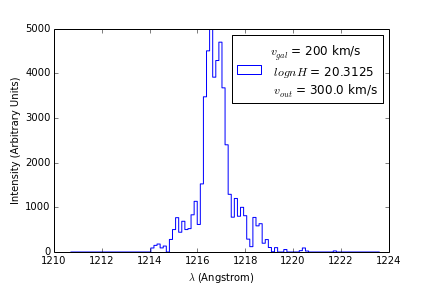 5000
4000
3000
2000
1000
0
Intensity (Arbitrary Units)
v_gal = 200 km/s
lognH = 20.3125
v_out = 300.0 km/s
1210 1212 1214 1216 1218 1220 1222 1224
λ (Angstrom)